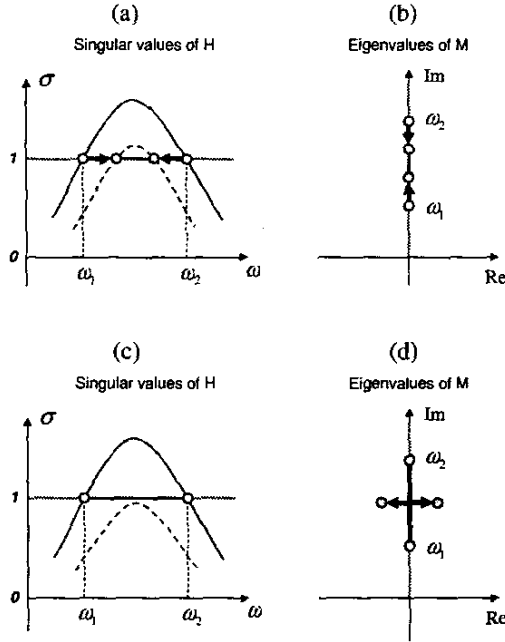 (a)
Singular values of H
σ
1
0
ω₁
ω₂
ω
(b)
Eigenvalues of M
Im
ω₂
ω₁
Re
(c)
Singular values of H
σ
1
0
ω₁
ω₂
ω
(d)
Eigenvalues of M
Im
ω₂
ω₁
Re